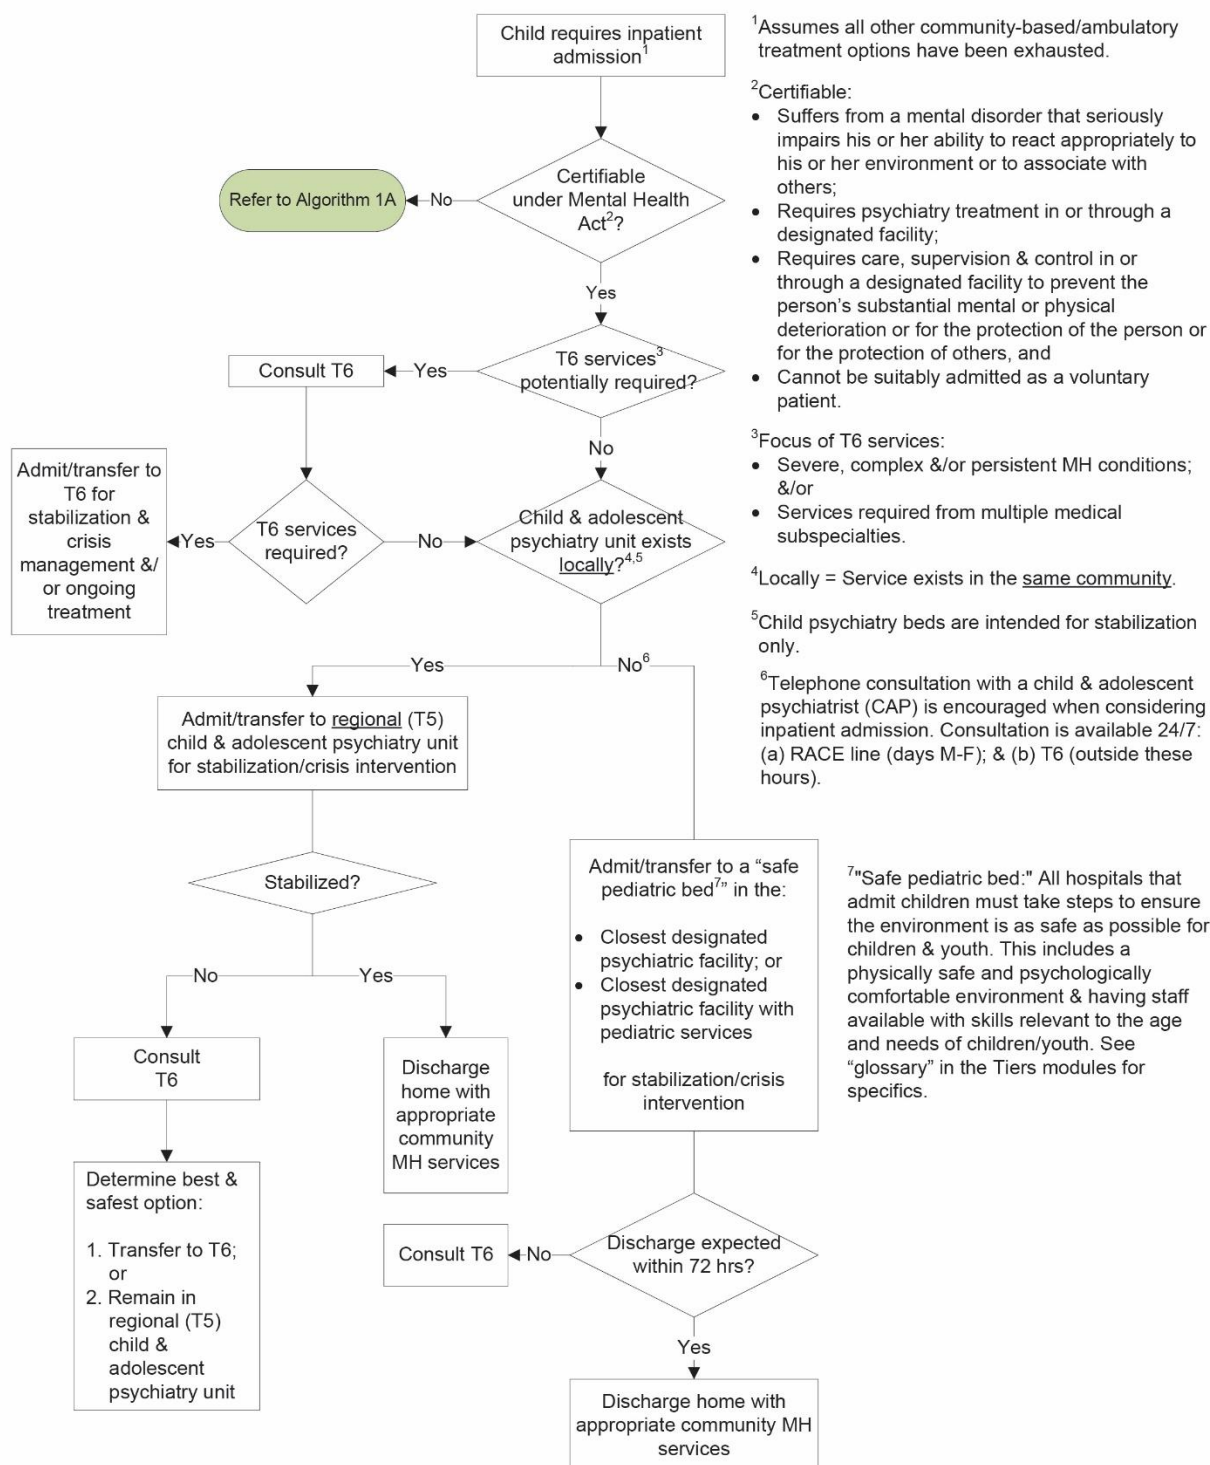 Child requires inpatient
admission1
Certifiable
under Mental Health
Act2?
No
Refer to Algorithm 1A
Yes
T6 services3
potentially required?
Yes
Consult T6
No
T6 services
required?
Yes
Admit/transfer to
T6 for
stabilization &
crisis
management &/
or ongoing
treatment
No
Child & adolescent
psychiatry unit exists
locally?4,5
Yes
No6
Admit/transfer to regional (T5)
child & adolescent psychiatry unit
for stabilization/crisis intervention
Stabilized?
No
Yes
Consult
T6
Determine best &
safest option:
1. Transfer to T6;
or
2. Remain in
regional (T5)
child &
adolescent
psychiatry unit
Discharge
home with
appropriate
community
MH services
Admit/transfer to a “safe
pediatric bed7” in the:
• Closest designated
psychiatric facility; or
• Closest designated
psychiatric facility with
pediatric services
for stabilization/crisis
intervention
Discharge expected
within 72 hrs?
No
Consult T6
Yes
Discharge home with
appropriate community MH
services
1Assumes all other community-based/ambulatory
treatment options have been exhausted.
2Certifiable:
• Suffers from a mental disorder that seriously
impairs his or her ability to react appropriately to
his or her environment or to associate with
others;
• Requires psychiatry treatment in or through a
designated facility;
• Requires care, supervision & control in or
through a designated facility to prevent the
person’s substantial mental or physical
deterioration or for the protection of the person or
for the protection of others, and
• Cannot be suitably admitted as a voluntary
patient.
3Focus of T6 services:
• Severe, complex &/or persistent MH conditions;
&/or
• Services required from multiple medical
subspecialties.
4Locally = Service exists in the same community.
5Child psychiatry beds are intended for stabilization
only.
6Telephone consultation with a child & adolescent
psychiatrist (CAP) is encouraged when considering
inpatient admission. Consultation is available 24/7:
(a) RACE line (days M-F); & (b) T6 (outside these
hours).
7"Safe pediatric bed:" All hospitals that
admit children must take steps to ensure
the environment is as safe as possible for
children & youth. This includes a
physically safe and psychologically
comfortable environment & having staff
available with skills relevant to the age
and needs of children/youth. See
“glossary” in the Tiers modules for
specifics.